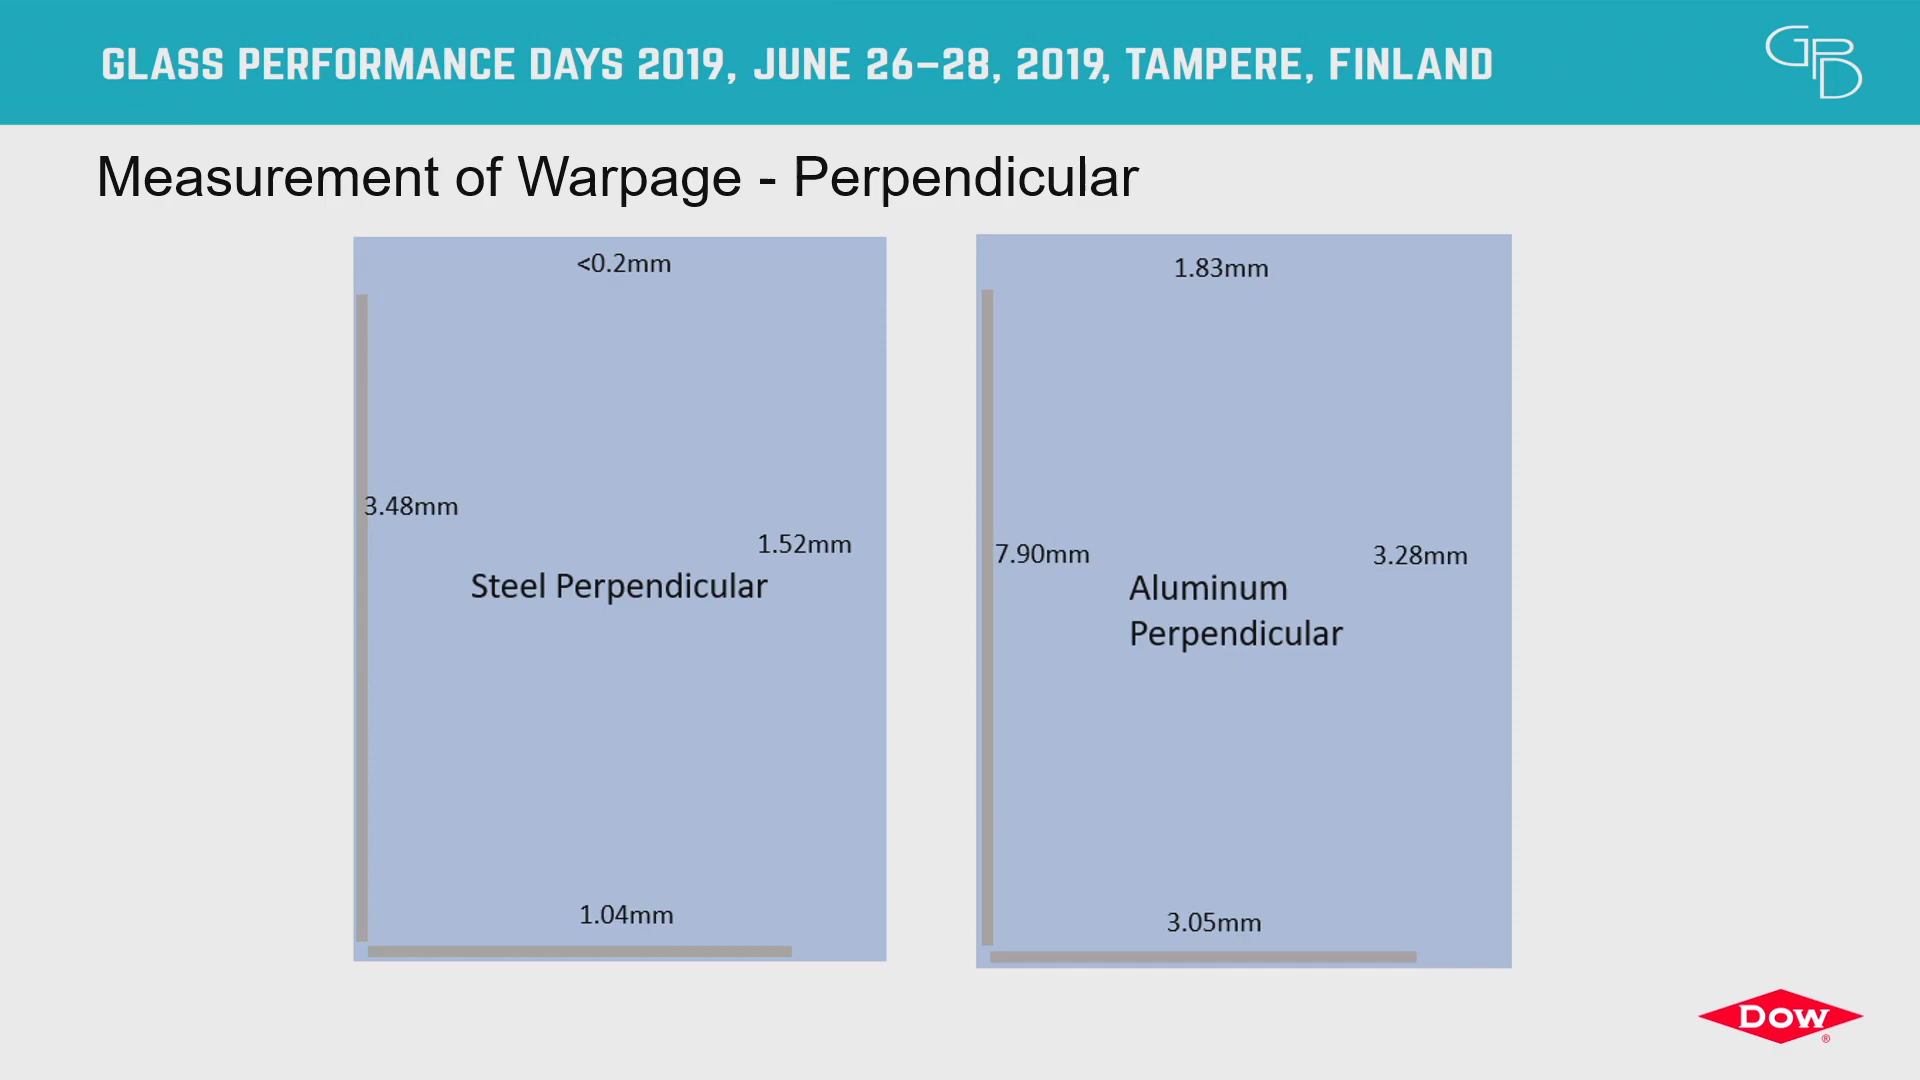 GLASS PERFORMANCE DAYS 2019, JUNE 26–28, 2019, TAMPERE, FINLAND
GPD
Measurement of Warpage - Perpendicular
<0.2mm
3.48mm
1.52mm
Steel Perpendicular
1.04mm
1.83mm
7.90mm
3.28mm
Aluminum
Perpendicular
3.05mm
DOW
®